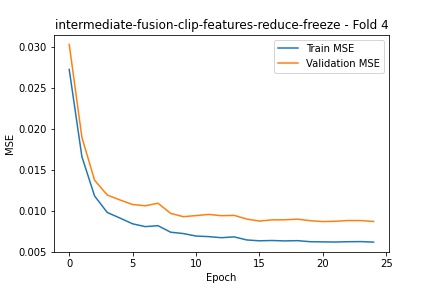 intermediate-fusion-clip-features-reduce-freeze - Fold 4
Train MSE
Validation MSE
0.030
0.025
0.020
0.015
0.010
0.005
MSE
0 5 10 15 20 25
Epoch